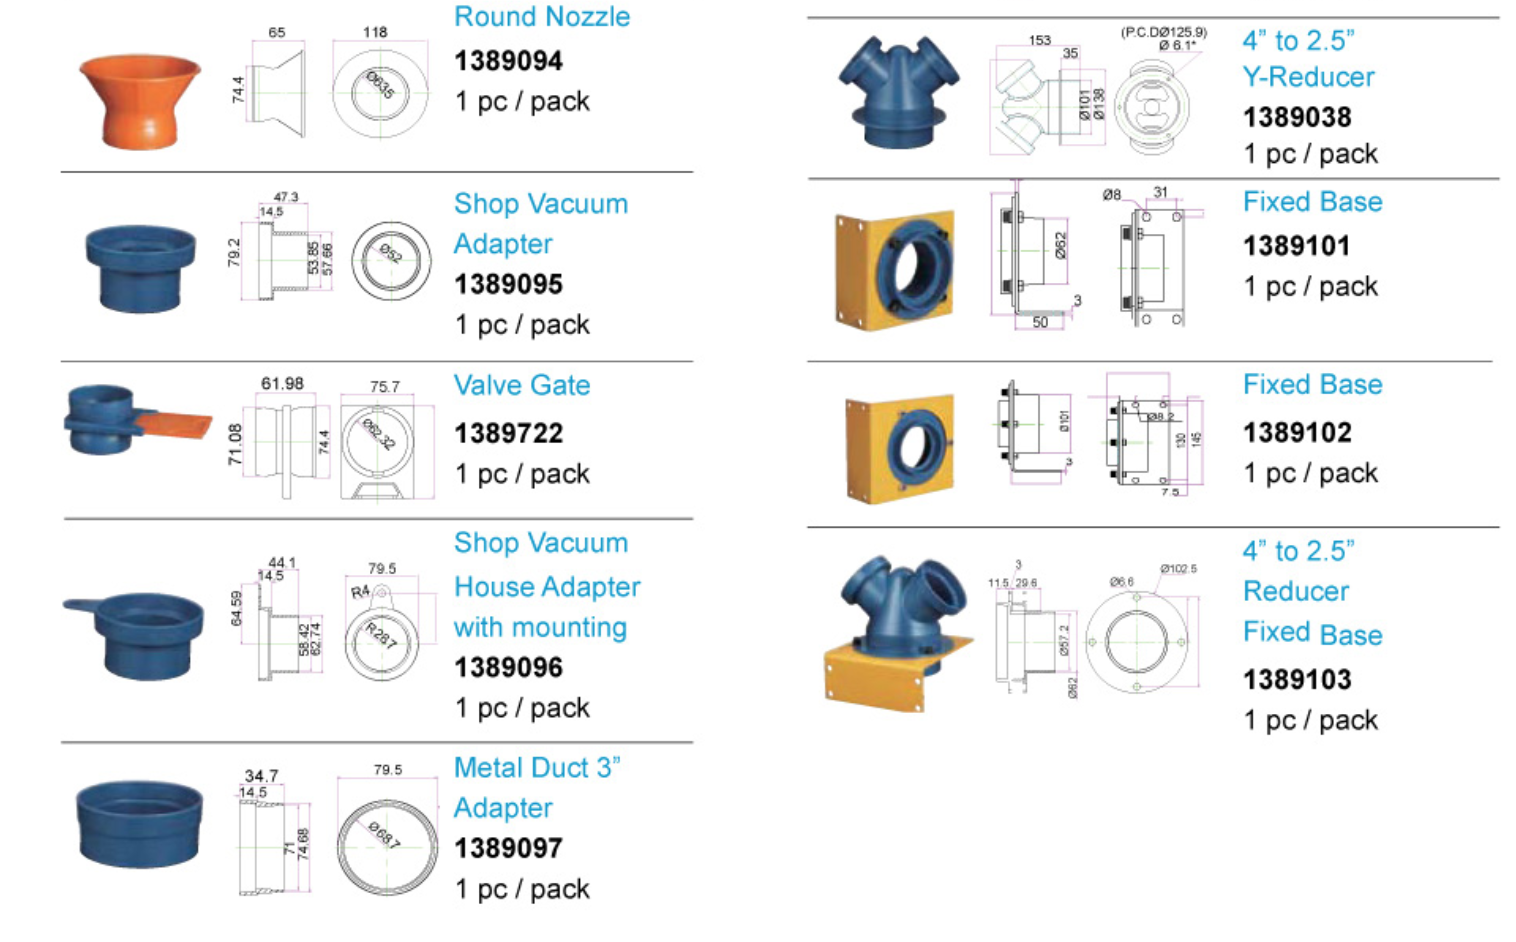 65
118
74.4
Ø635
Round Nozzle
1389094
1 pc / pack
47.3
14.5
79.2
53.85
57.66
Ø52
Shop Vacuum
Adapter
1389095
1 pc / pack
61.98
75.7
71.08
74.4
Ø62.32
Valve Gate
1389722
1 pc / pack
44.1
14.5
79.5
64.59
58.42
62.74
R4
R28.7
Shop Vacuum
House Adapter
with mounting
1389096
1 pc / pack
34.7
14.5
79.5
71
74.68
Ø68.7
Metal Duct 3”
Adapter
1389097
1 pc / pack
153
35
(P.C.DØ125.9)
Ø 6.1*
Ø101
Ø138
4” to 2.5”
Y-Reducer
1389038
1 pc / pack
Ø62
3
50
Ø8
31
Fixed Base
1389101
1 pc / pack
Ø101
3
Ø8.2
130
145
7.5
Fixed Base
1389102
1 pc / pack
3
11.5
29.6
Ø57.2
Ø62
Ø6.6
Ø102.5
4” to 2.5”
Reducer
Fixed Base
1389103
1 pc / pack